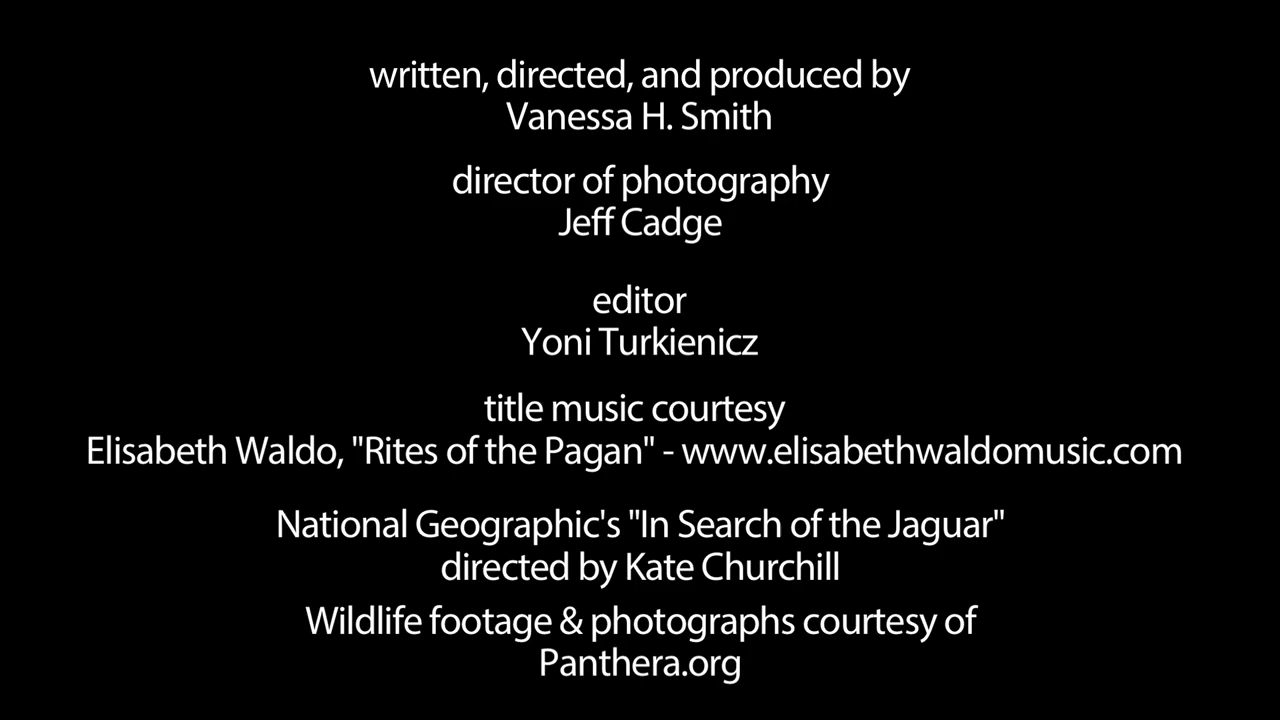 written, directed, and produced by
Vanessa H. Smith
director of photography
Jeff Cadge
editor
Yoni Turkienicz
title music courtesy
Elisabeth Waldo, "Rites of the Pagan" - www.elisabethwaldomusic.com
National Geographic's "In Search of the Jaguar"
directed by Kate Churchill
Wildlife footage & photographs courtesy of
Panthera.org